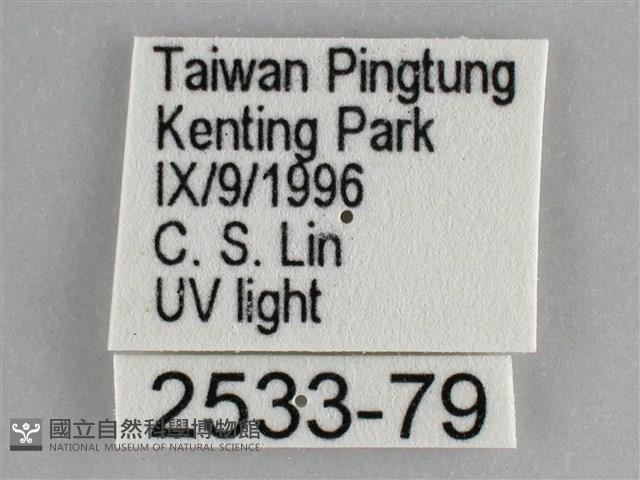 Taiwan Pingtung
Kenting Park
IX/9/1996
C. S. Lin
UV light
2533-79
國立自然科學博物館
NATIONAL MUSEUM OF NATURAL SCIENCE